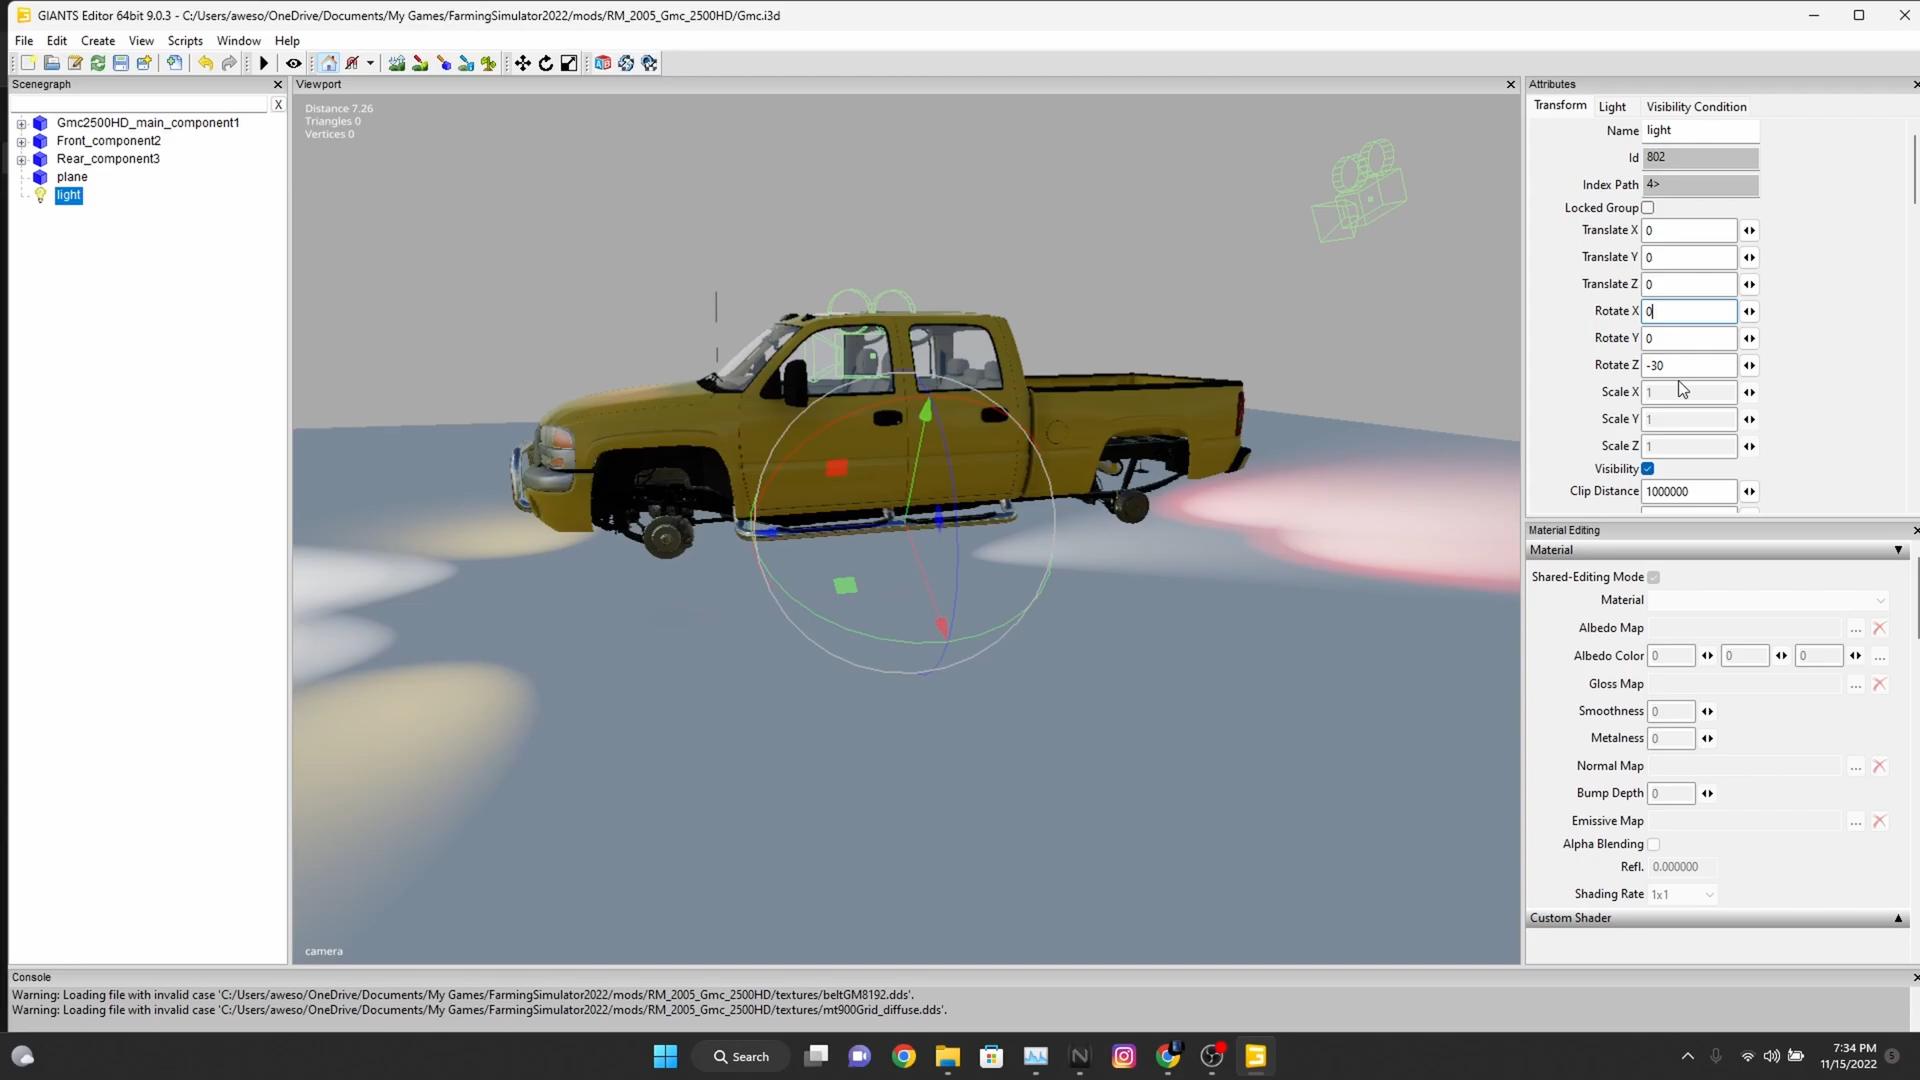 GIANTS Editor 64bit 9.0.3 - C:/Users/aweso/OneDrive/Documents/My Games/FarmingSimulator2022/mods/RM_2005_Gmc_2500HD/Gmc.i3d
File Edit Create View Scripts Window Help
Scenegraph
X
Gmc2500HD_main_component1
Front_component2
Rear_component3
plane
light
Viewport
Distance 7.26
Triangles 0
Vertices 0
camera
Attributes
Transform Light Visibility Condition
Name light
Id 802
Index Path 4>
Locked Group
Translate X 0
Translate Y 0
Translate Z 0
Rotate X 0
Rotate Y 0
Rotate Z -30
Scale X 1
Scale Y 1
Scale Z 1
Visibility
Clip Distance 1000000
Material Editing
Material
Shared-Editing Mode
Material
Albedo Map ...
Albedo Color 0 0 0 ...
Gloss Map ...
Smoothness 0
Metalness 0
Normal Map ...
Bump Depth 0
Emissive Map ...
Alpha Blending
Refl. 0.000000
Shading Rate 1x1
Custom Shader
Console
Warning: Loading file with invalid case 'C:/Users/aweso/OneDrive/Documents/My Games/FarmingSimulator2022/mods/RM_2005_Gmc_2500HD/textures/beltGM8192.dds'.
Warning: Loading file with invalid case 'C:/Users/aweso/OneDrive/Documents/My Games/FarmingSimulator2022/mods/RM_2005_Gmc_2500HD/textures/mt900Grid_diffuse.dds'.
Search
7:34 PM
11/15/2022
5